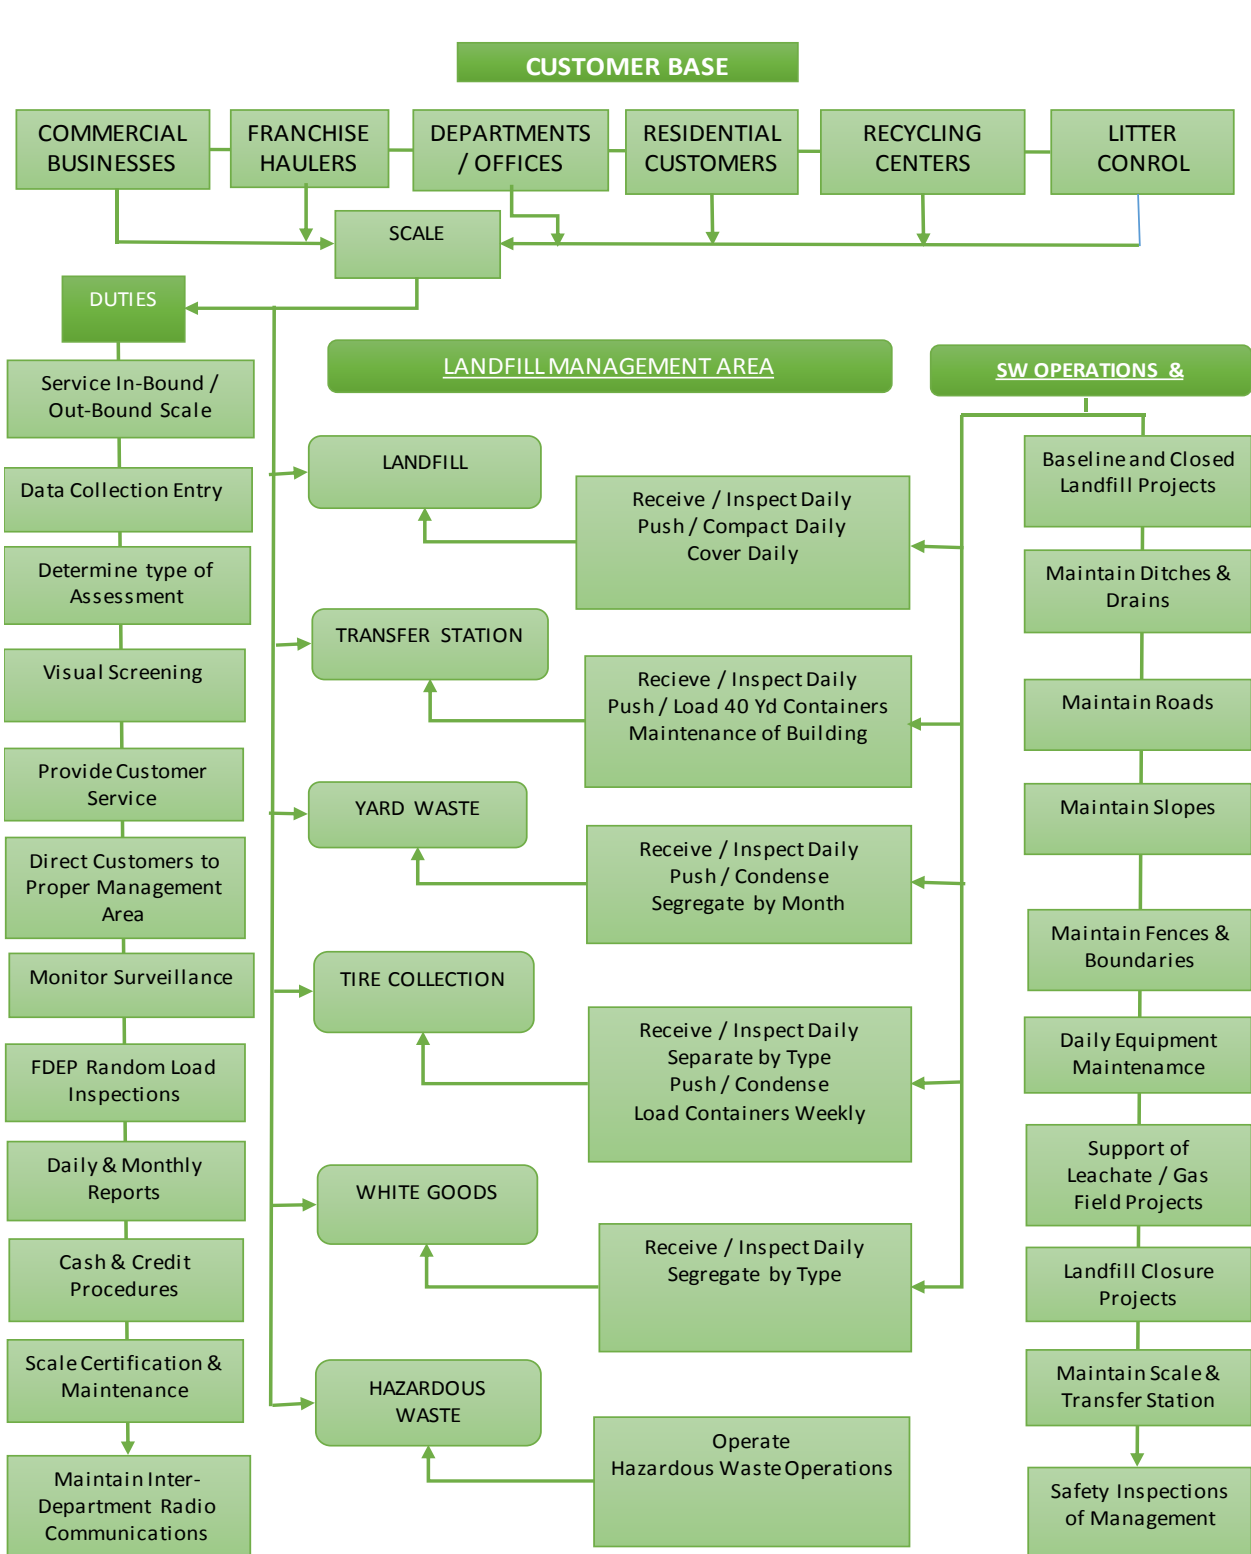 CUSTOMER BASE
COMMERCIAL
BUSINESSES
FRANCHISE
HAULERS
DEPARTMENTS
/ OFFICES
RESIDENTIAL
CUSTOMERS
RECYCLING
CENTERS
LITTER
CONROL
SCALE
DUTIES
Service In-Bound /
Out-Bound Scale
Data Collection Entry
Determine type of
Assessment
Visual Screening
Provide Customer
Service
Direct Customers to
Proper Management
Area
Monitor Surveillance
FDEP Random Load
Inspections
Daily & Monthly
Reports
Cash & Credit
Procedures
Scale Certification &
Maintenance
Maintain Inter-
Department Radio
Communications
LANDFILL MANAGEMENT AREA
LANDFILL
Receive / Inspect Daily
Push / Compact Daily
Cover Daily
TRANSFER STATION
Recieve / Inspect Daily
Push / Load 40 Yd Containers
Maintenance of Building
YARD WASTE
Receive / Inspect Daily
Push / Condense
Segregate by Month
TIRE COLLECTION
Receive / Inspect Daily
Separate by Type
Push / Condense
Load Containers Weekly
WHITE GOODS
Receive / Inspect Daily
Segregate by Type
HAZARDOUS
WASTE
Operate
Hazardous Waste Operations
SW OPERATIONS &
Baseline and Closed
Landfill Projects
Maintain Ditches &
Drains
Maintain Roads
Maintain Slopes
Maintain Fences &
Boundaries
Daily Equipment
Maintenamce
Support of
Leachate / Gas
Field Projects
Landfill Closure
Projects
Maintain Scale &
Transfer Station
Safety Inspections
of Management